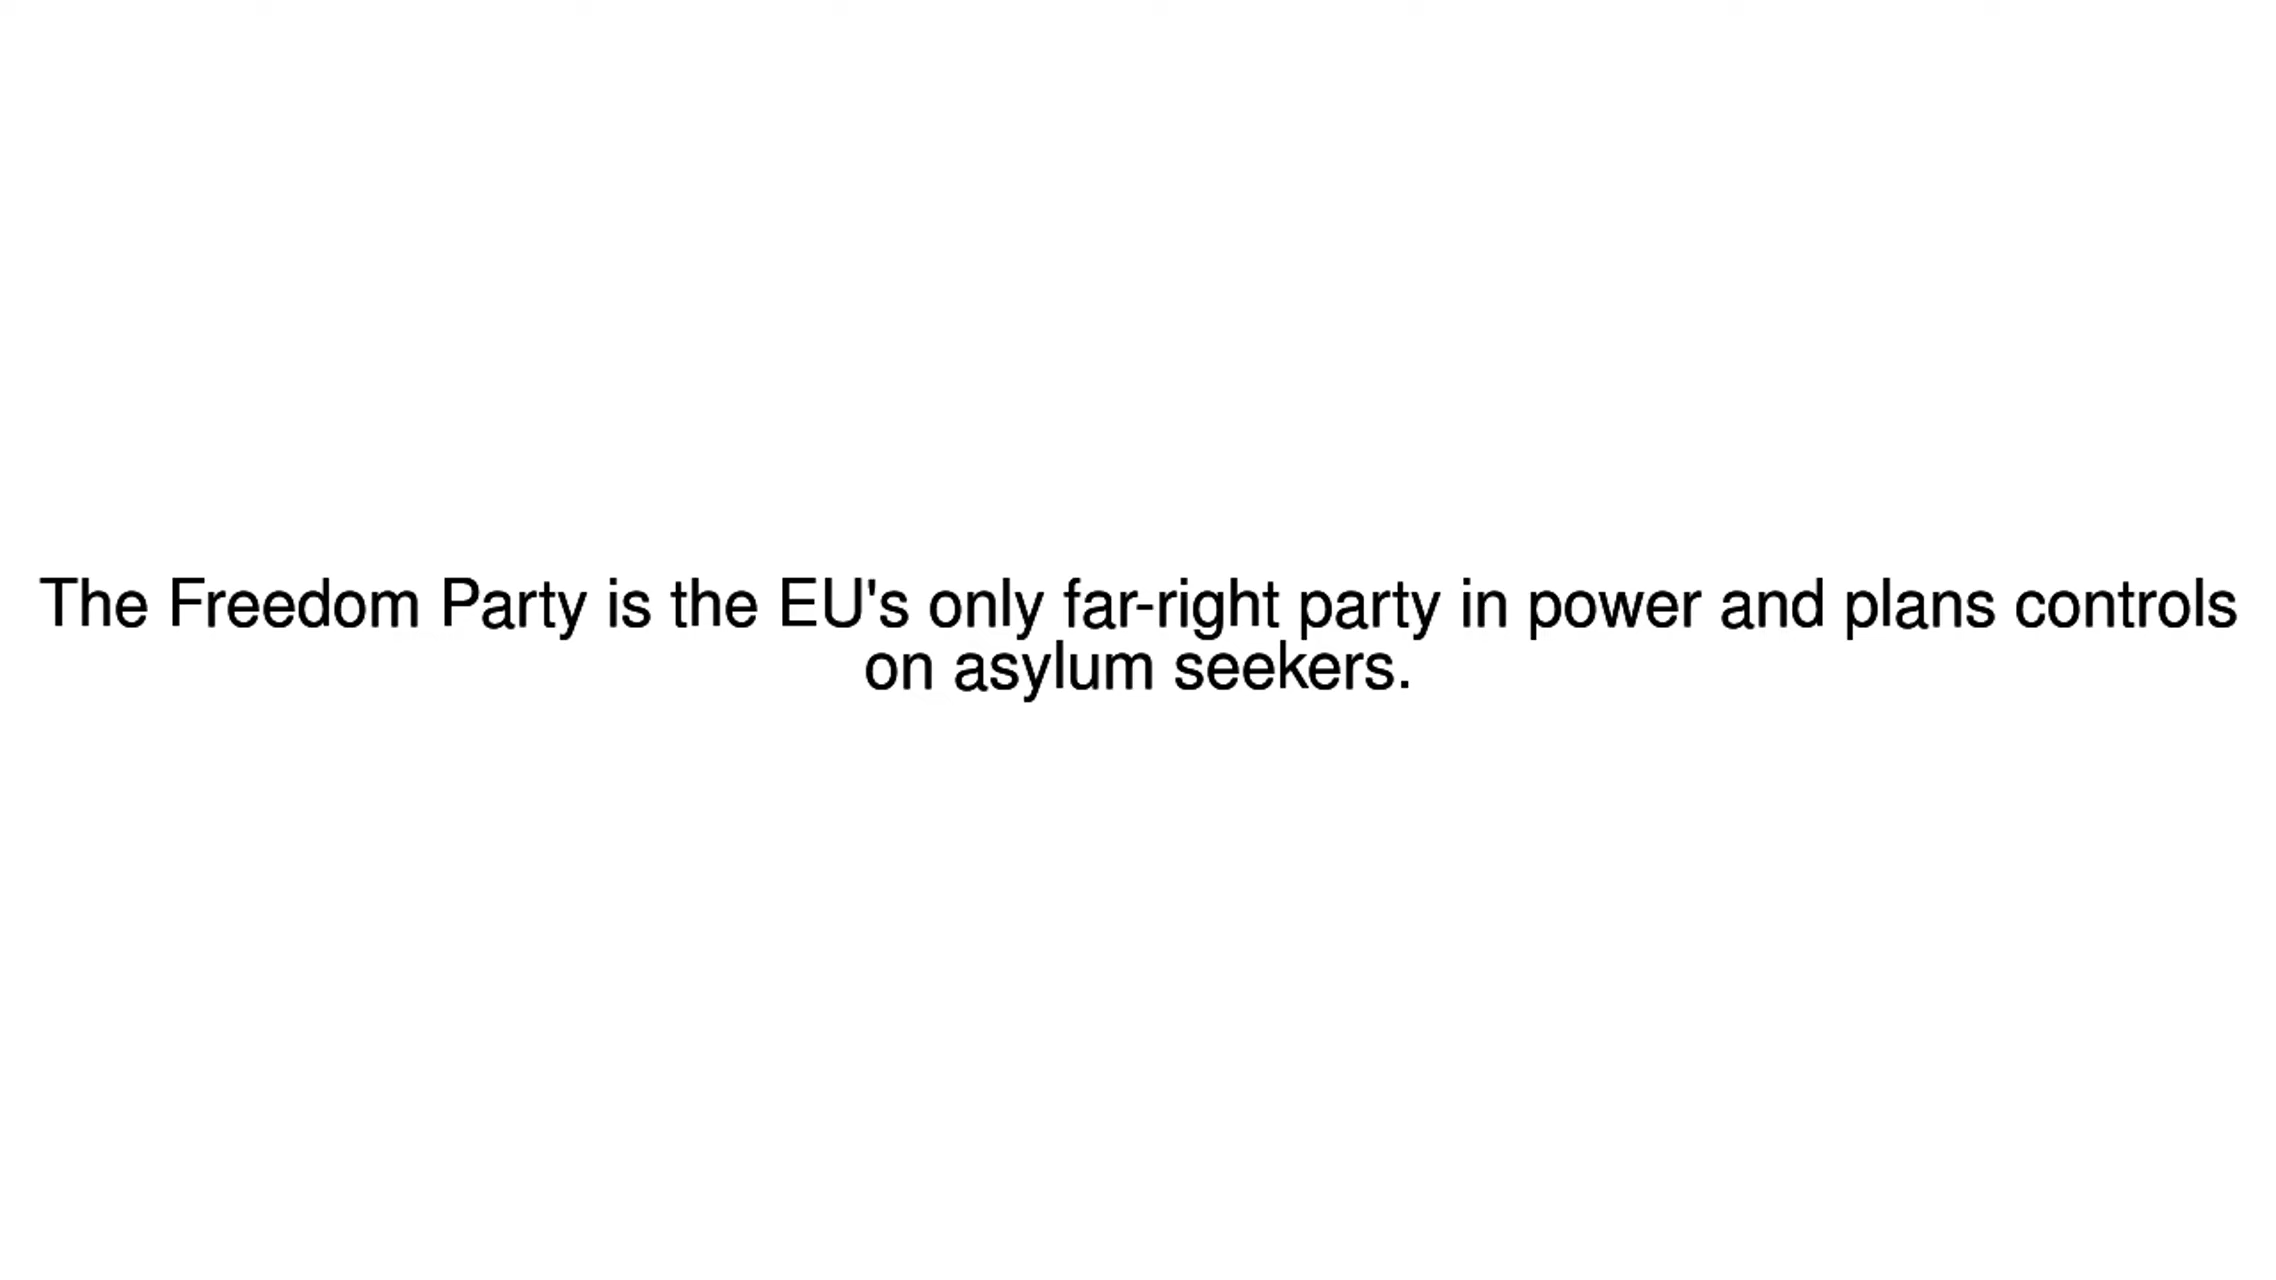 The Freedom Party is the EU's only far-right party in power and plans controls
on asylum seekers.